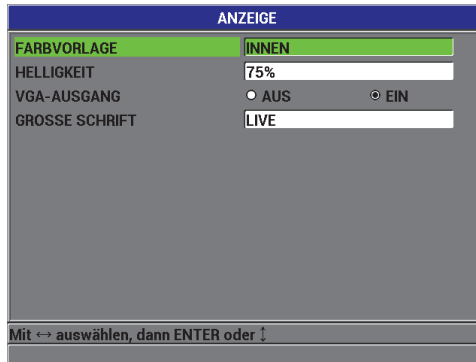 ANZEIGE
FARBVORLAGE INNEN
HELLIGKEIT 75%
VGA-AUSGANG AUS EIN
GROSSE SCHRIFT LIVE
Mit ↔ auswählen, dann ENTER oder ↕